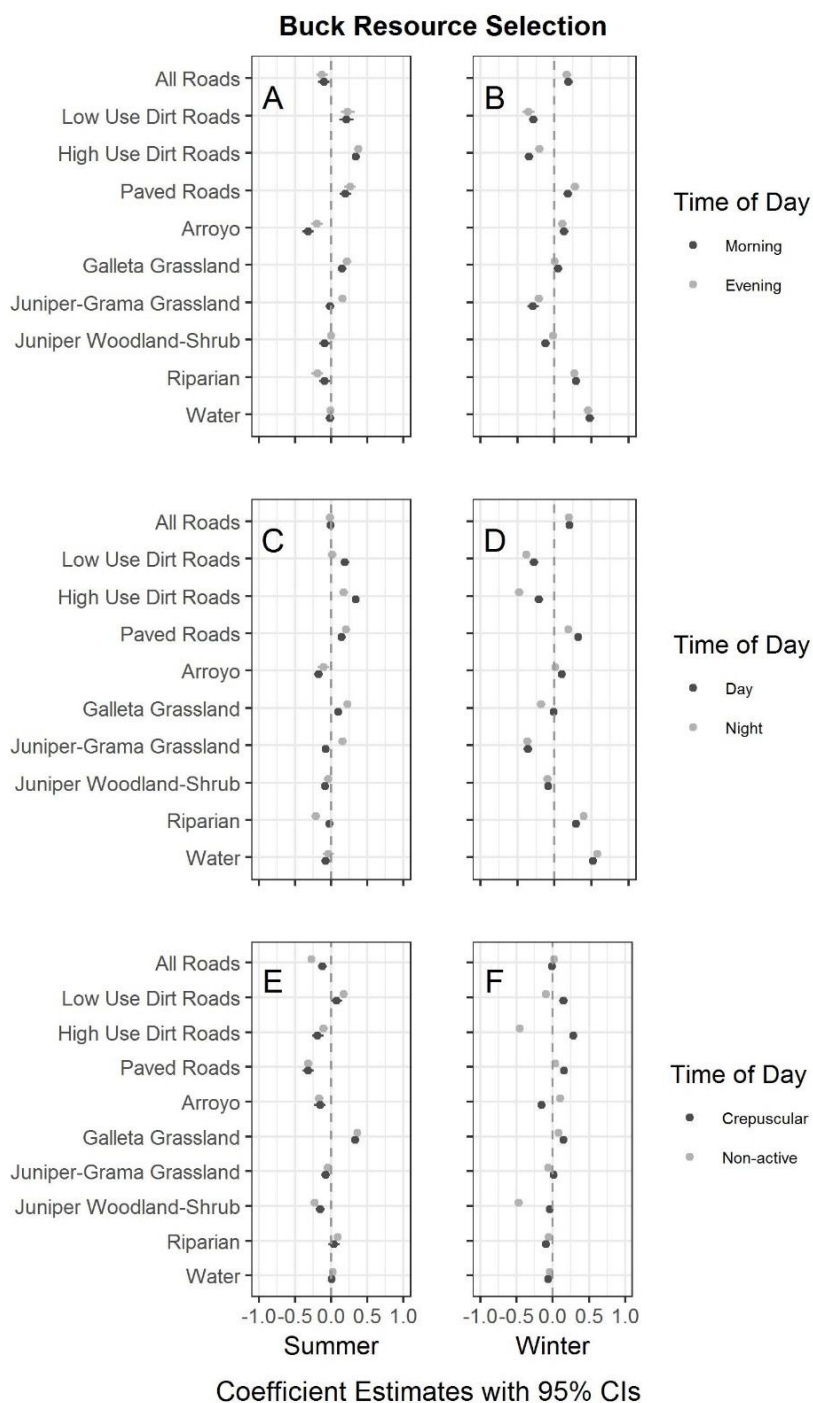 Buck Resource Selection
A
B
All Roads
Low Use Dirt Roads
High Use Dirt Roads
Paved Roads
Arroyo
Galleta Grassland
Juniper-Grama Grassland
Juniper Woodland-Shrub
Riparian
Water
Time of Day
Morning
Evening
C
D
All Roads
Low Use Dirt Roads
High Use Dirt Roads
Paved Roads
Arroyo
Galleta Grassland
Juniper-Grama Grassland
Juniper Woodland-Shrub
Riparian
Water
Time of Day
Day
Night
E
F
All Roads
Low Use Dirt Roads
High Use Dirt Roads
Paved Roads
Arroyo
Galleta Grassland
Juniper-Grama Grassland
Juniper Woodland-Shrub
Riparian
Water
Time of Day
Crepuscular
Non-active
-1.0 -0.5 0.0 0.5 1.0
-1.0 -0.5 0.0 0.5 1.0
Summer
Winter
Coefficient Estimates with 95% CIs